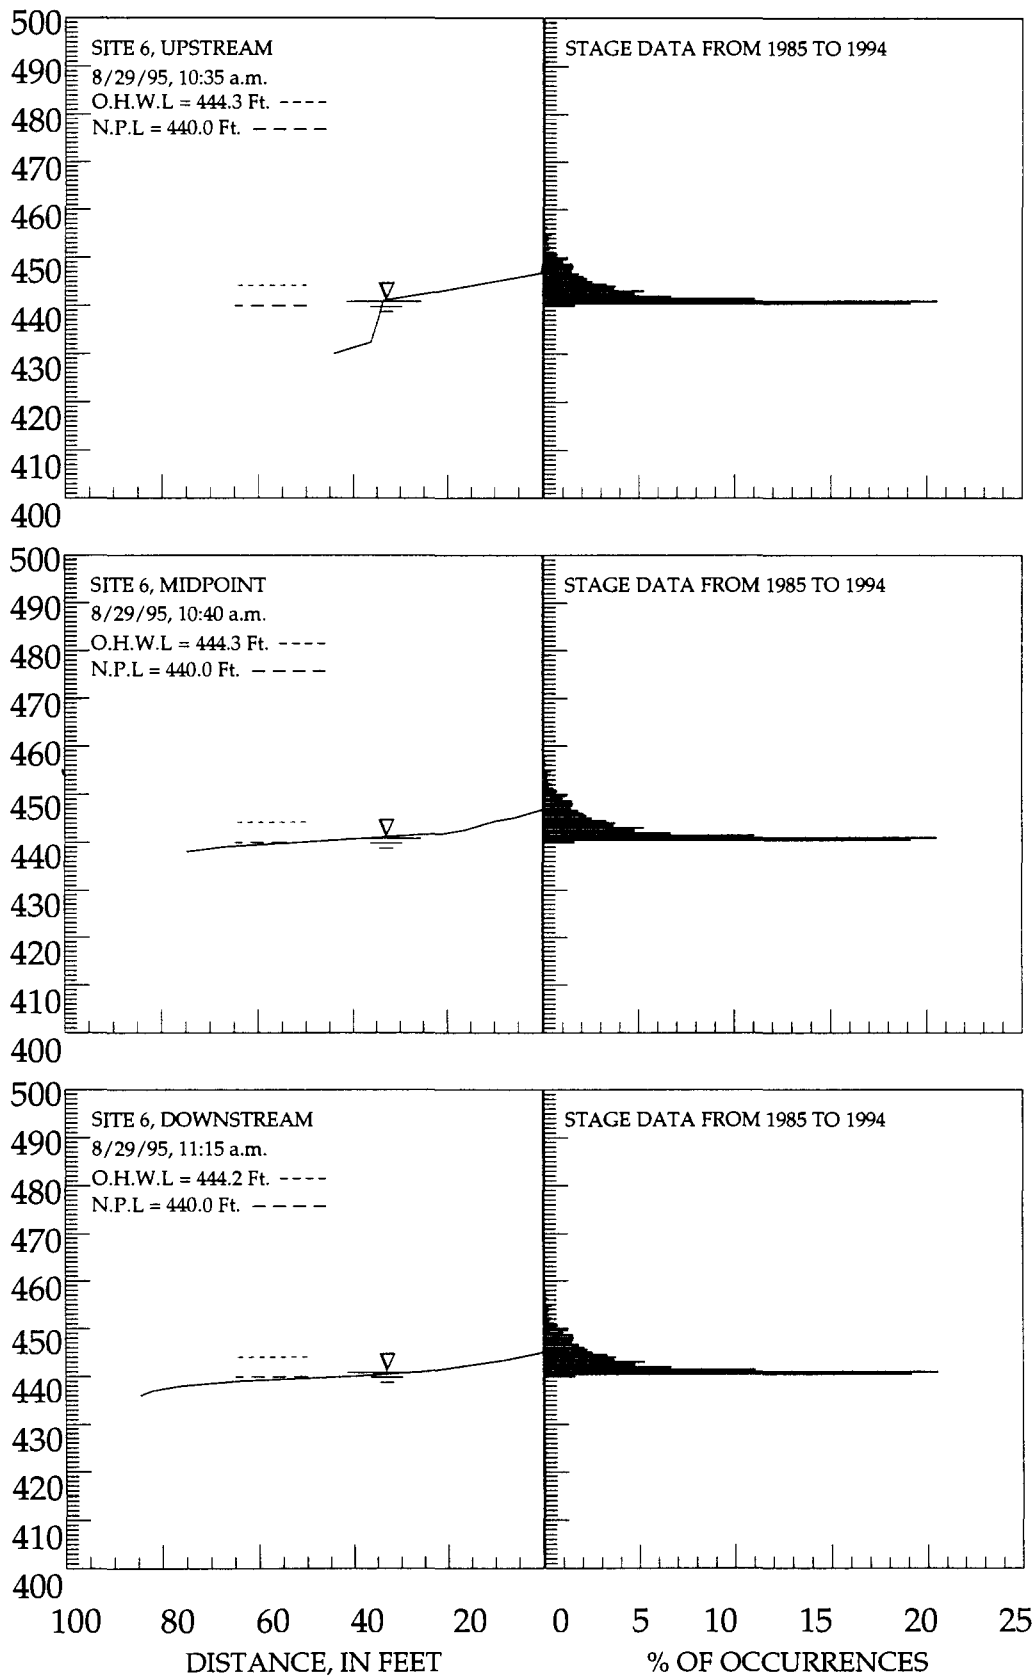 500
490
480
470
460
450
440
430
420
410
400
SITE 6, UPSTREAM
8/29/95, 10:35 a.m.
O.H.W.L = 444.3 Ft.
N.P.L = 440.0 Ft.
STAGE DATA FROM 1985 TO 1994
500
490
480
470
460
450
440
430
420
410
400
SITE 6, MIDPOINT
8/29/95, 10:40 a.m.
O.H.W.L = 444.3 Ft.
N.P.L = 440.0 Ft.
STAGE DATA FROM 1985 TO 1994
500
490
480
470
460
450
440
430
420
410
400
SITE 6, DOWNSTREAM
8/29/95, 11:15 a.m.
O.H.W.L = 444.2 Ft.
N.P.L = 440.0 Ft.
STAGE DATA FROM 1985 TO 1994
100 80 60 40 20 0 5 10 15 20 25
DISTANCE, IN FEET
% OF OCCURRENCES